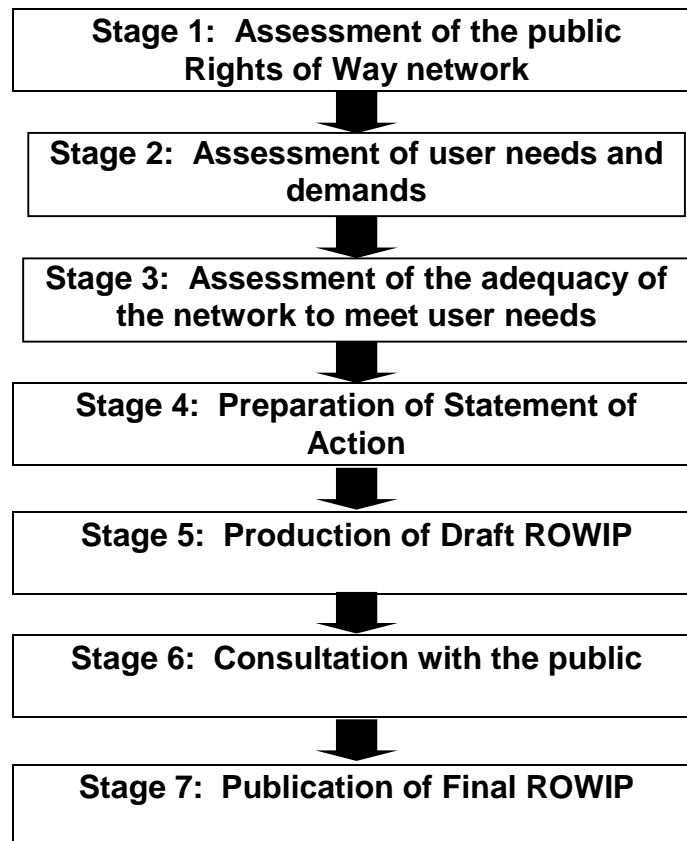 Stage 1: Assessment of the public
Rights of Way network
Stage 2: Assessment of user needs and
demands
Stage 3: Assessment of the adequacy of
the network to meet user needs
Stage 4: Preparation of Statement of
Action
Stage 5: Production of Draft ROWIP
Stage 6: Consultation with the public
Stage 7: Publication of Final ROWIP